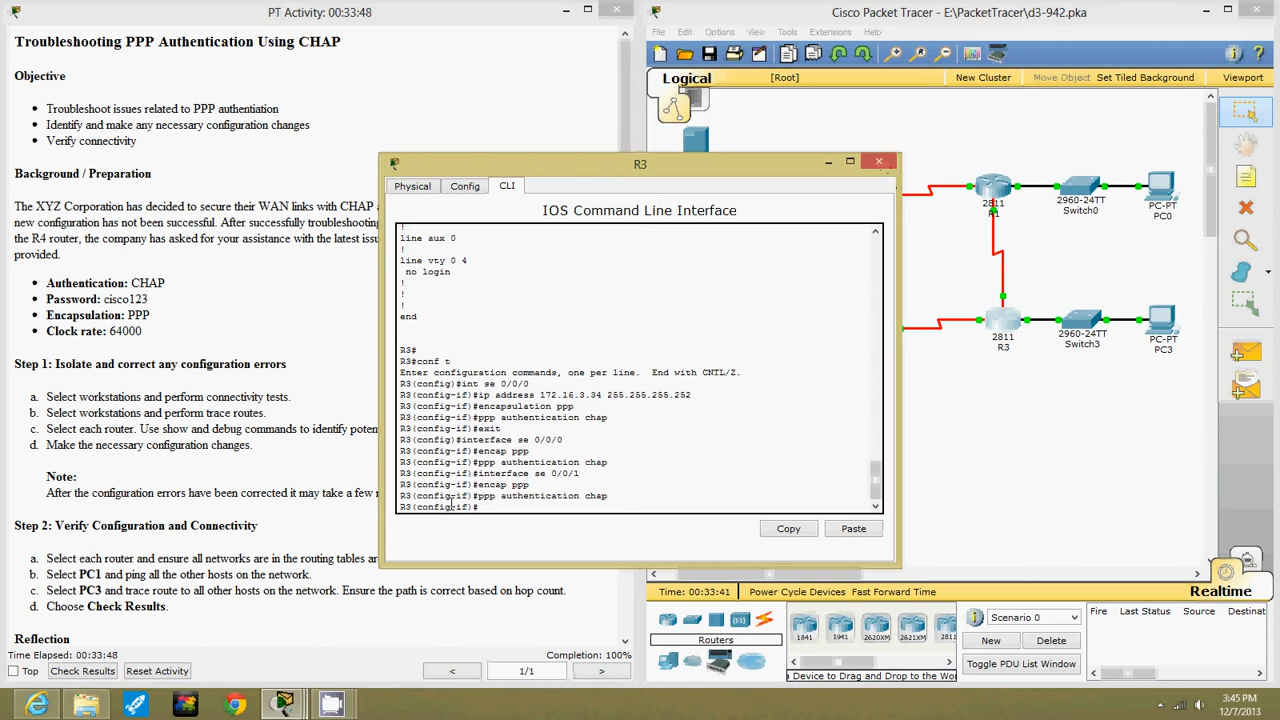 PT Activity: 00:33:48
Troubleshooting PPP Authentication Using CHAP
Objective
Troubleshoot issues related to PPP authentication
Identify and make any necessary configuration changes
Verify connectivity
Background / Preparation
The XYZ Corporation has decided to secure their WAN links with CHAP a
new configuration has not been successful. After successfully troubleshooting
the R4 router, the company has asked for your assistance with the latest issu
provided.
Authentication: CHAP
Password: cisco123
Encapsulation: PPP
Clock rate: 64000
Step 1: Isolate and correct any configuration errors
a. Select workstations and perform connectivity tests.
b. Select workstations and perform trace routes.
c. Select each router. Use show and debug commands to identify potent
d. Make the necessary configuration changes.
Note:
After the configuration errors have been corrected it may take a few m
Step 2: Verify Configuration and Connectivity
a. Select each router and ensure all networks are in the routing tables an
b. Select PC1 and ping all the other hosts on the network.
c. Select PC3 and trace route to all other hosts on the network. Ensure the path is correct based on hop count.
d. Choose Check Results.
Reflection
Time Elapsed: 00:33:48
Completion: 100%
Top
Check Results
Reset Activity
<
1/1
>
Cisco Packet Tracer - E:\PacketTracer\d3-942.pka
File Edit Options View Tools Extensions Help
Logical
[Root]
New Cluster
Move Object
Set Tiled Background
Viewport
2811
R1
2960-24TT
Switch0
PC-PT
PC0
2811
R3
2960-24TT
Switch3
PC-PT
PC3
R3
Physical
Config
CLI
IOS Command Line Interface
!
line aux 0
!
line vty 0 4
no login
!
!
!
end
R3#
R3#conf t
Enter configuration commands, one per line. End with CNTL/Z.
R3(config)#int se 0/0/0
R3(config-if)#ip address 172.16.3.34 255.255.255.252
R3(config-if)#encapsulation ppp
R3(config-if)#ppp authentication chap
R3(config-if)#exit
R3(config)#interface se 0/0/0
R3(config-if)#encap ppp
R3(config-if)#ppp authentication chap
R3(config-if)#interface se 0/0/1
R3(config-if)#encap ppp
R3(config-if)#ppp authentication chap
R3(config-if)#
Copy
Paste
Time: 00:33:41
Power Cycle Devices
Fast Forward Time
Realtime
Routers
1841
1941
2620XM
2621XM
2811
a Device to Drag and Drop to the Wo
Scenario 0
New
Delete
Toggle PDU List Window
Fire
Last Status
Source
Destinat
3:45 PM
12/7/2013